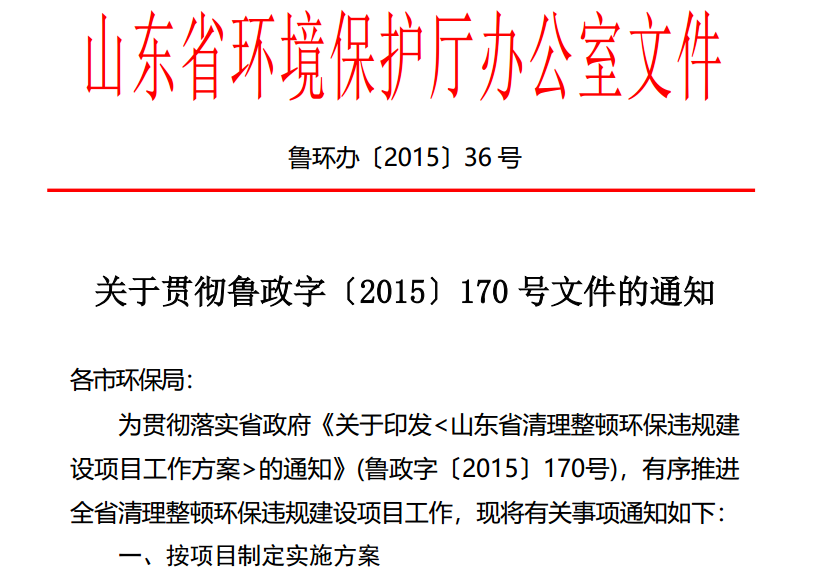 山东省环境保护厅办公室文件
鲁环办〔2015〕36 号
关于贯彻鲁政字〔2015〕170 号文件的通知
各市环保局：
为贯彻落实省政府《关于印发<山东省清理整顿环保违规建
设项目工作方案>的通知》(鲁政字〔2015〕170号)，有序推进
全省清理整顿环保违规建设项目工作，现将有关事项通知如下：
一、按项目制定实施方案